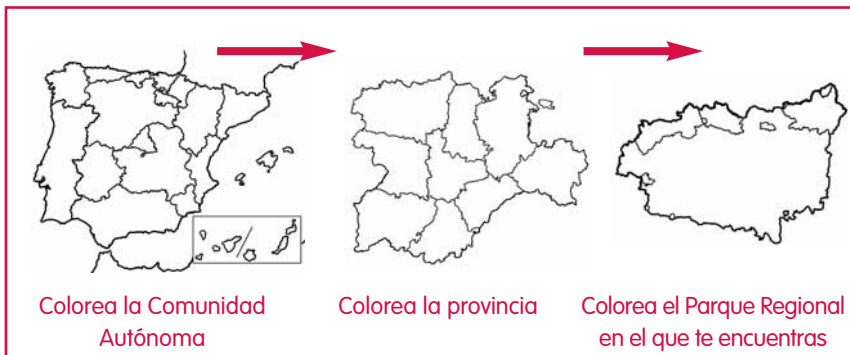 Colorea la Comunidad
Autónoma
Colorea la provincia
Colorea el Parque Regional
en el que te encuentras